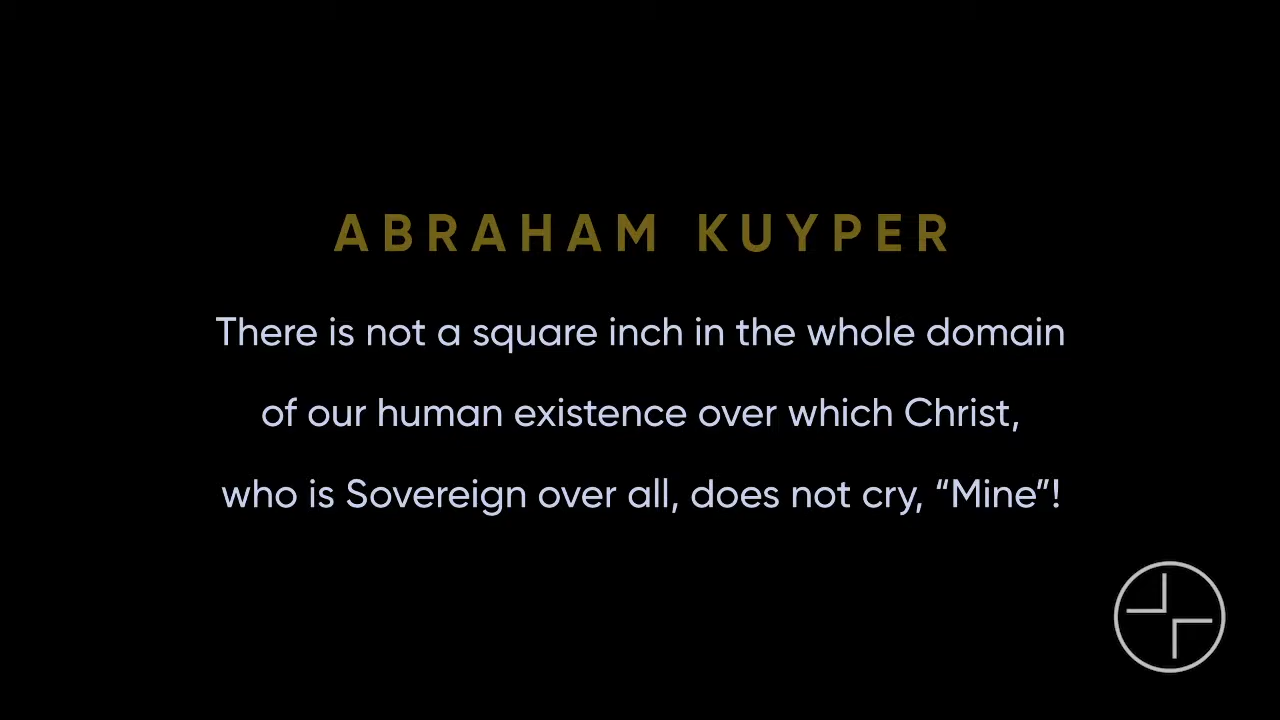 ABRAHAM KUYPER
There is not a square inch in the whole domain
of our human existence over which Christ,
who is Sovereign over all, does not cry, “Mine”!